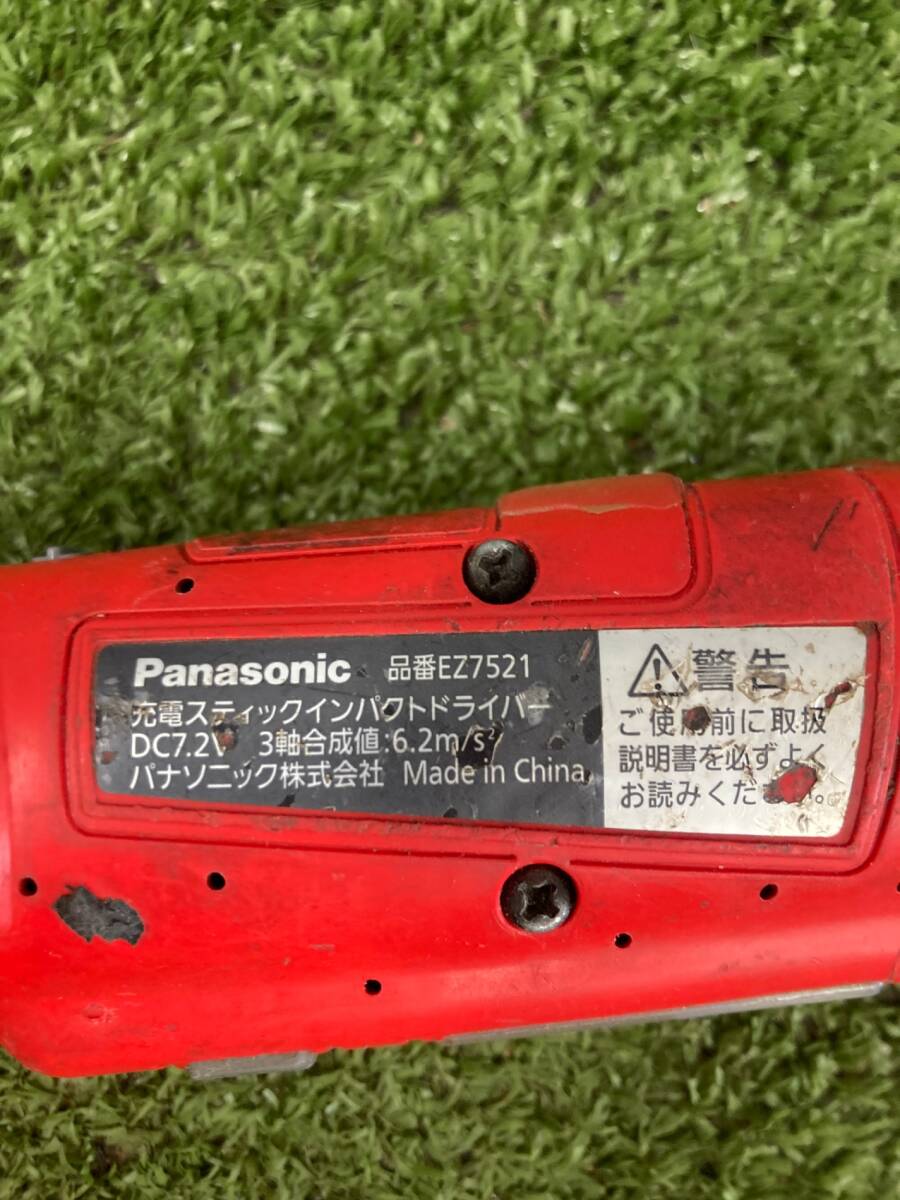 Panasonic 品番EZ7521
充電スティックインパクトドライバー
DC7.2V 3軸合成値:6.2m/s²
パナソニック株式会社 Made in China
警告
ご使用前に取扱
説明書を必ずよく
お読みください。